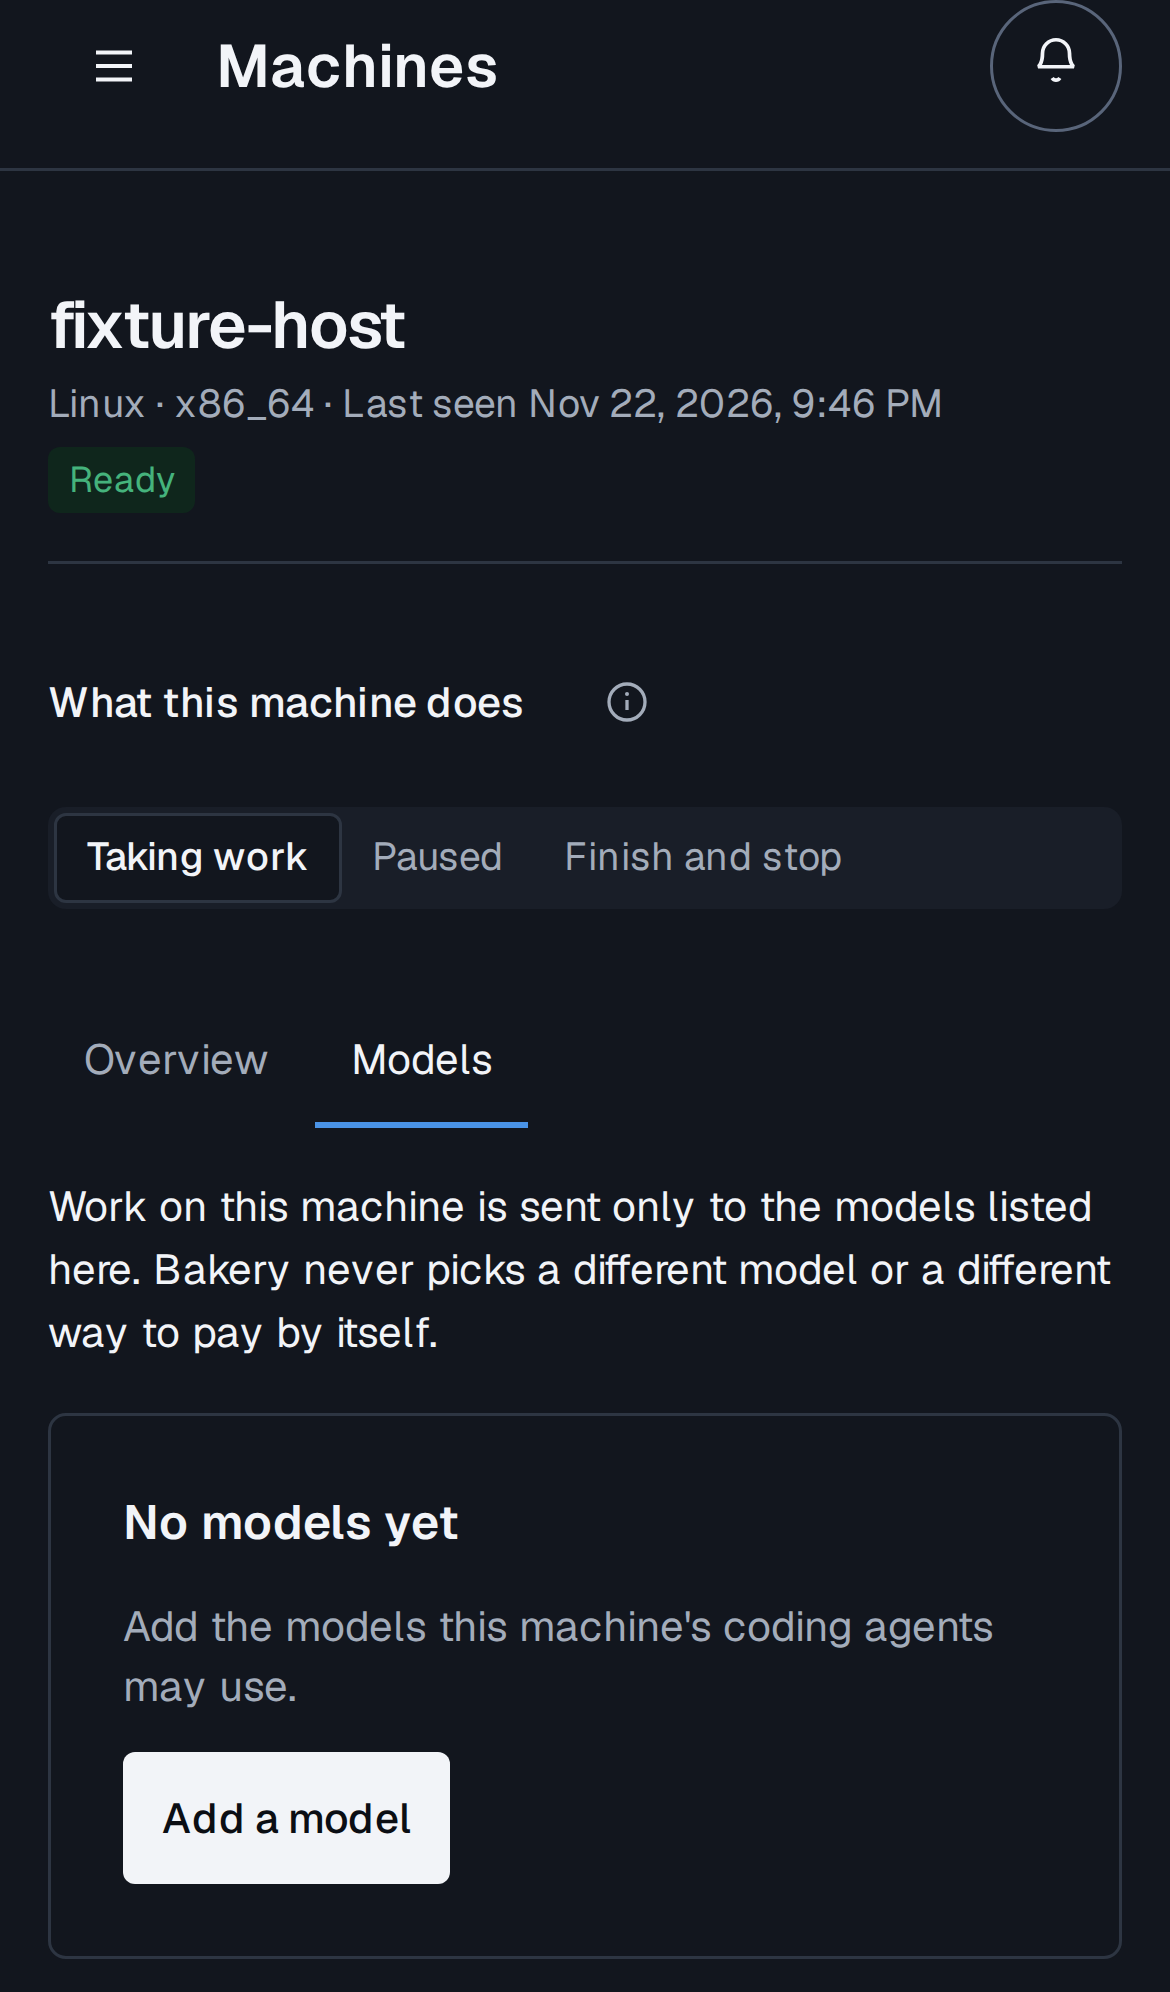 Machines
fixture-host
Linux · x86_64 · Last seen Nov 22, 2026, 9:46 PM
Ready
What this machine does
Taking work Paused Finish and stop
Overview Models
Work on this machine is sent only to the models listed
here. Bakery never picks a different model or a different
way to pay by itself.
No models yet
Add the models this machine's coding agents
may use.
Add a model